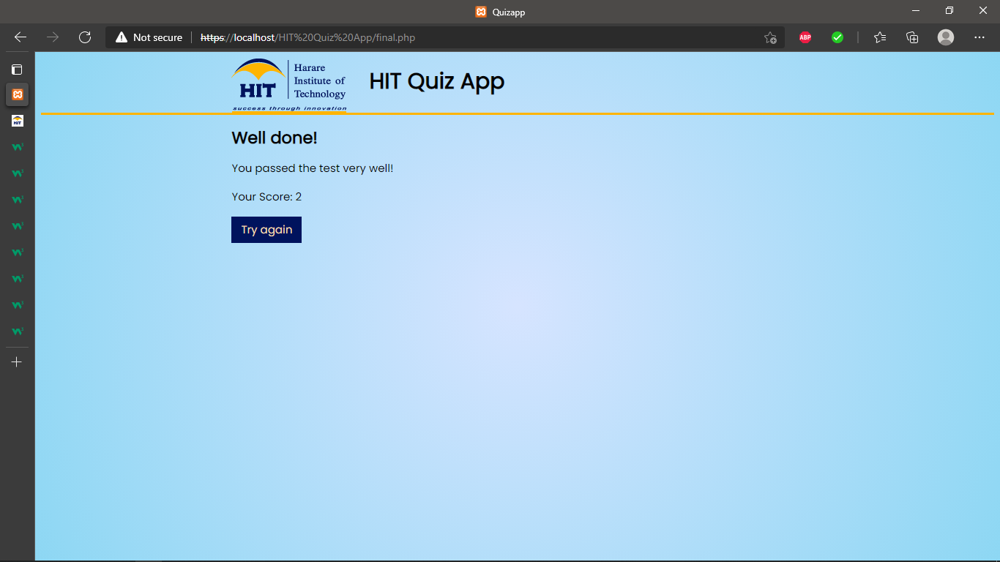 Quizapp
Not secure
https://localhost/HIT%20Quiz%20App/final.php
ABP
HIT
Harare
Institute of
Technology
success through innovation
HIT Quiz App
HIT
Well done!
You passed the test very well!
Your Score: 2
Try again